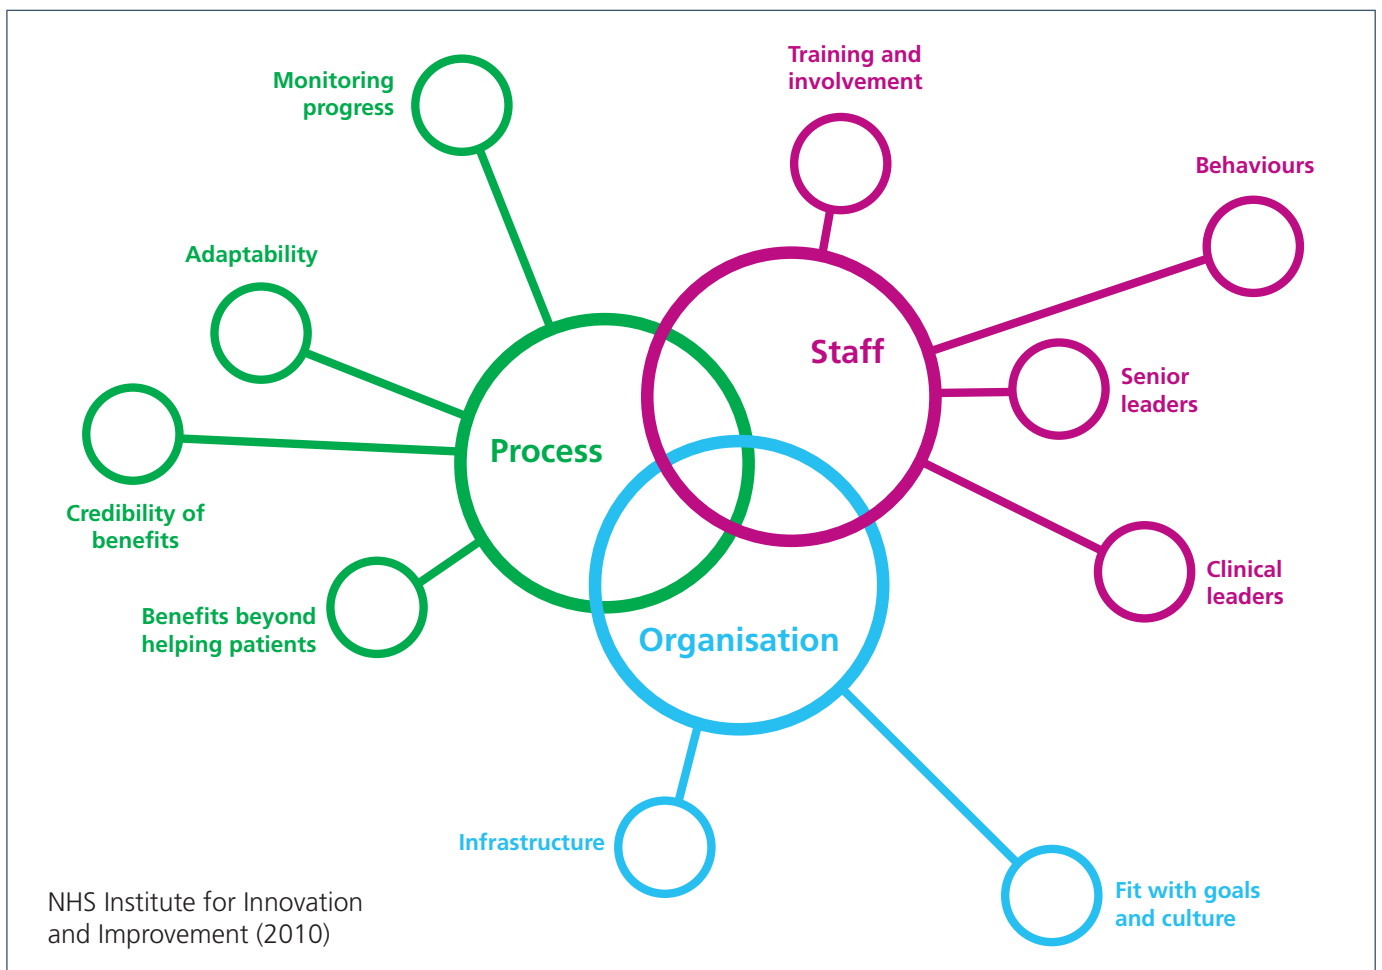 Monitoring
progress
Training and
involvement
Behaviours
Adaptability
Staff
Senior
leaders
Process
Credibility of
benefits
Clinical
leaders
Benefits beyond
helping patients
Organisation
Infrastructure
Fit with goals
and culture
NHS Institute for Innovation
and Improvement (2010)